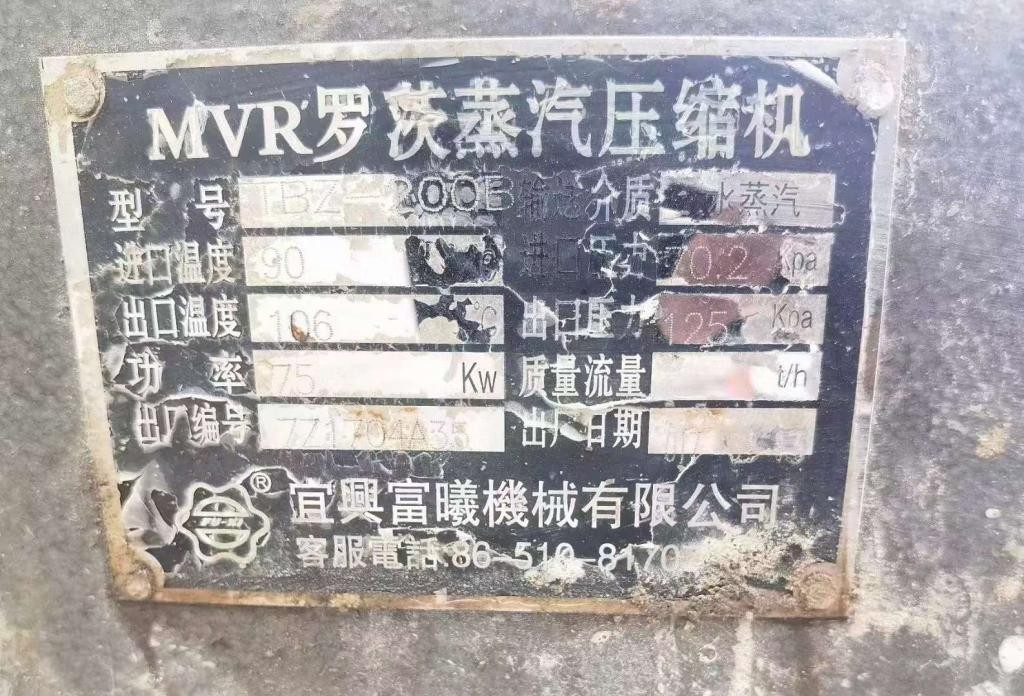 MVR罗茨蒸汽压缩机
型号 TBZ-300B 输送介质 水蒸汽
进口温度 90 ℃ 进口压力 70.2 Kpa
出口温度 106 ℃ 出口压力 125 Kpa
功率 75 Kw 质量流量 t/h
出口编号 7Z1704A35 出厂日期
FU-XI ®
宜興富曦機械有限公司
客服電話:86-510-8170